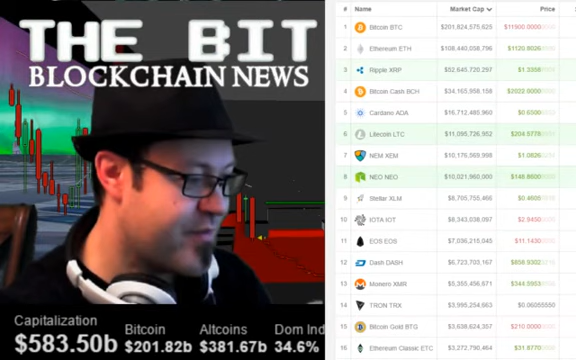 THE BIT
BLOCKCHAIN NEWS
Capitalization
$583.50b
Bitcoin
$201.82b
Altcoins
$381.67b
Dom Ind
34.6%
# Name Market Cap Price
1 Bitcoin BTC $201,824,575,625 $11900.0000
2 Ethereum ETH $108,440,058,796 $1120.8026
3 Ripple XRP $52,645,720,297 $1.3358
4 Bitcoin Cash BCH $34,165,958,158 $2022.0000
5 Cardano ADA $16,712,485,960 $0.6500
6 Litecoin LTC $11,095,726,952 $204.5778
7 NEM XEM $10,176,569,998 $1.0826
8 NEO NEO $10,021,960,000 $148.8600
9 Stellar XLM $8,705,755,466 $0.4605
10 IOTA IOT $8,343,038,097 $2.9450
11 EOS EOS $7,036,215,045 $11.1430
12 Dash DASH $6,723,703,167 $858.9302
13 Monero XMR $5,355,456,871 $344.5953
14 TRON TRX $3,995,254,663 $0.06055550
15 Bitcoin Gold BTG $3,638,624,357 $210.0000
16 Ethereum Classic ETC $3,272,790,464 $31.8770